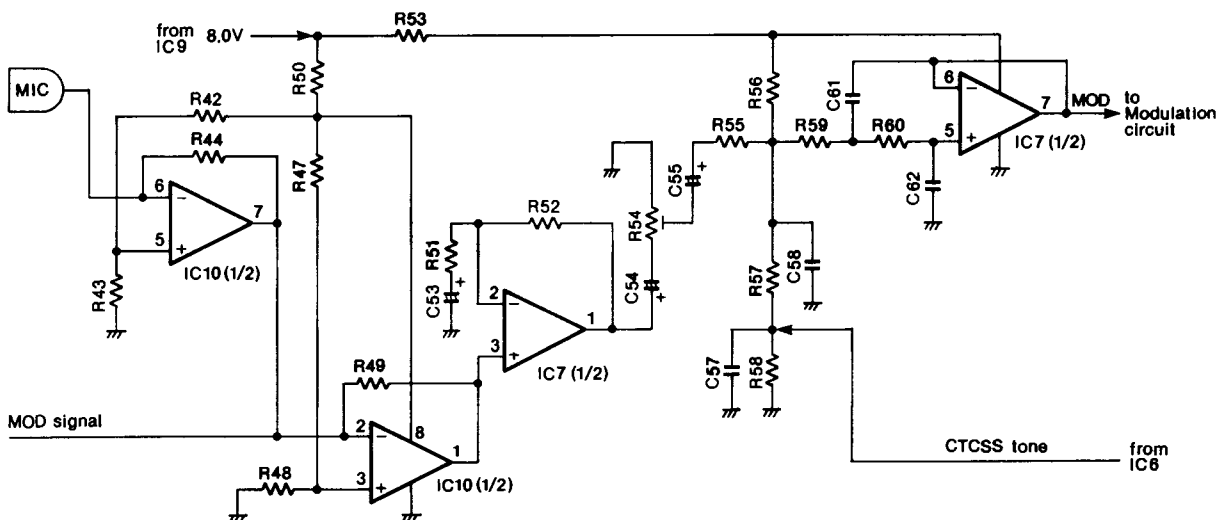 from
IC9
8.0V
R53
R50
R56
MIC
R42
R44
R47
6
7
5
IC10 (1/2)
R43
R55
R59
R60
C61
C62
6
7
5
IC7 (1/2)
MOD
to
Modulation
circuit
R52
R51
C53
+
R54
C54
+
C55
+
2
3
1
IC7 (1/2)
R57
C58
C57
R58
R49
MOD signal
2
8
1
3
IC10 (1/2)
R48
CTCSS tone
from
IC6